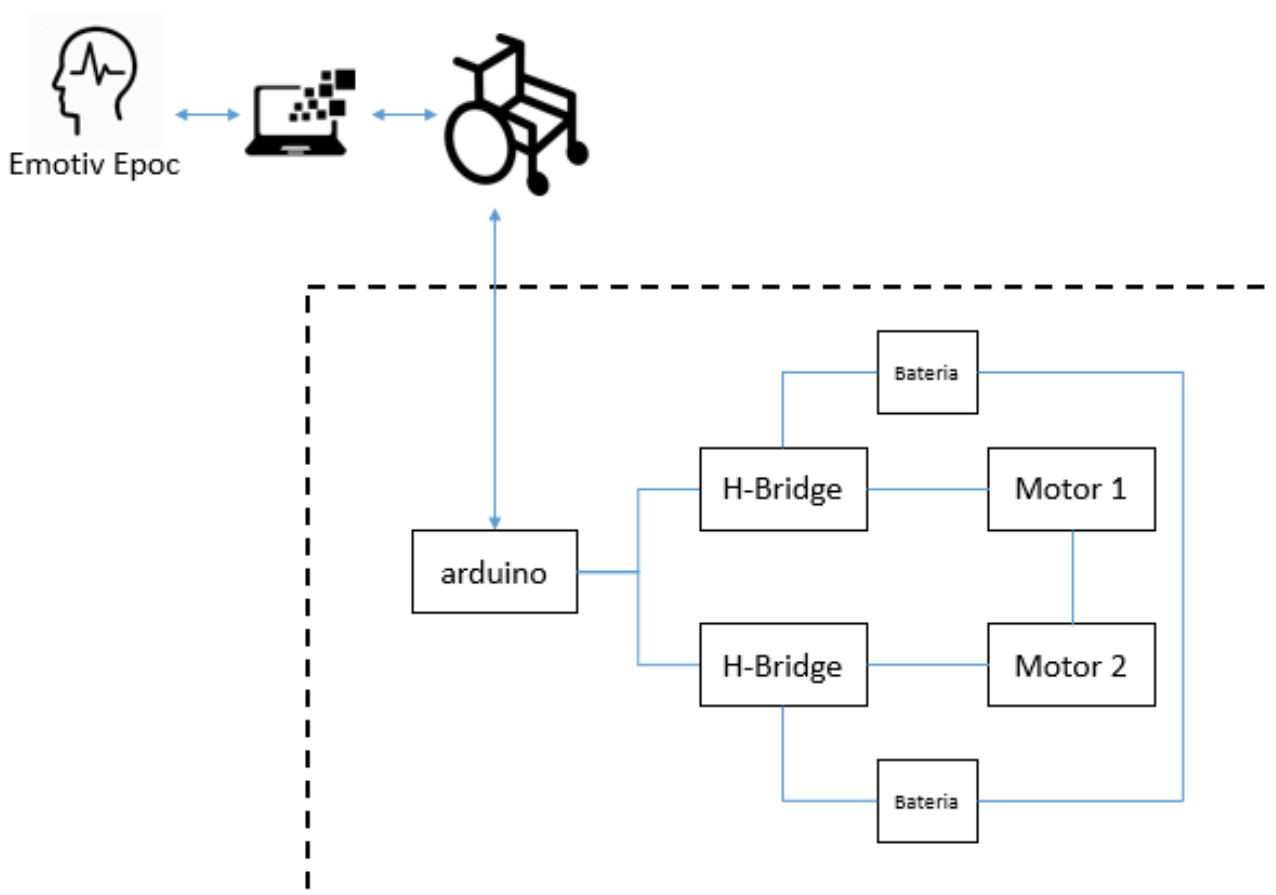 Emotiv Epoc
Bateria
H-Bridge
Motor 1
arduino
H-Bridge
Motor 2
Bateria